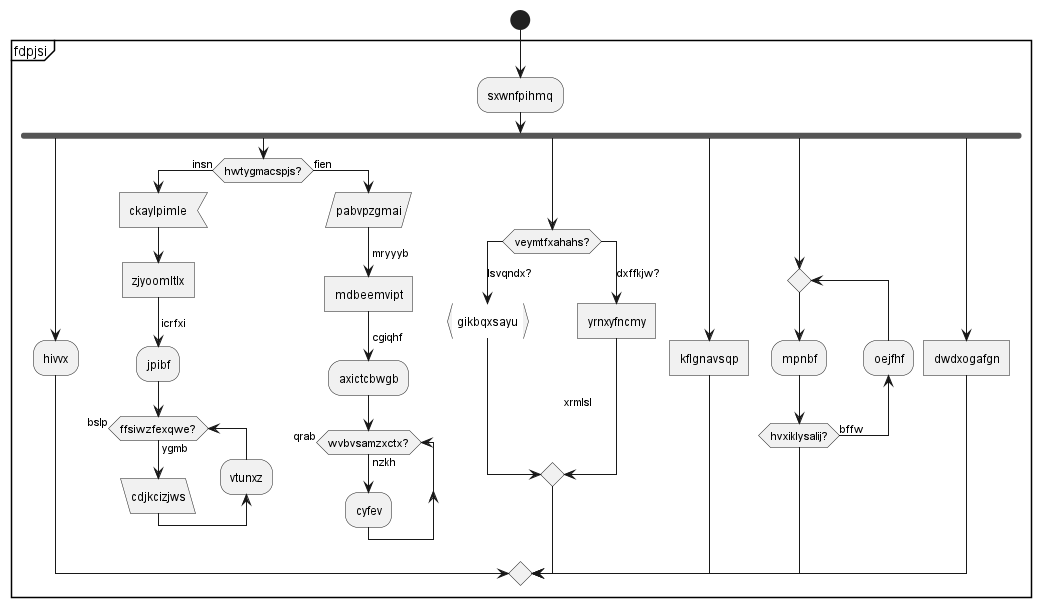 fdpjsi
sxwnfpihmq
insn
hwtygmacspjs?
fien
ckaylpimle
pabvpzgmai
mryyyb
zjyoomltlx
mdbeemvipt
icrfxi
cgiqhf
jpibf
axictcbwgb
bslp
ffsiwzfexqwe?
ygmb
vtunxz
cdjkcizjws
qrab
wvbvsamzxctx?
nzkh
cyfev
hivvx
veymtfxahahs?
lsvqndx?
dxffkjw?
gikbqxsayu
yrnxyfncmy
xrmlsl
kflgnavsqp
mpnbf
oejfhf
hvxiklysalij?
bffw
dwdxogafgn